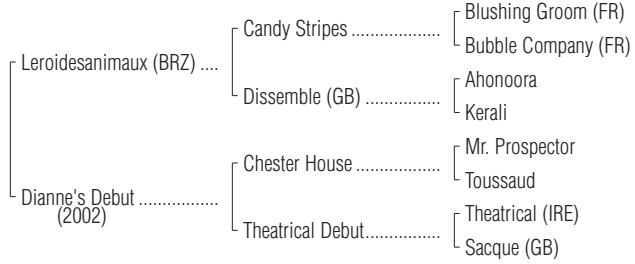 Blushing Groom (FR)
Candy Stripes ...................
Bubble Company (FR)
Leroidesanimaux (BRZ) ....
Ahonoora
Dissemble (GB) ................
Kerali
Mr. Prospector
Chester House ..................
Toussaud
Dianne's Debut .................
(2002)
Theatrical (IRE)
Theatrical Debut................
Sacque (GB)